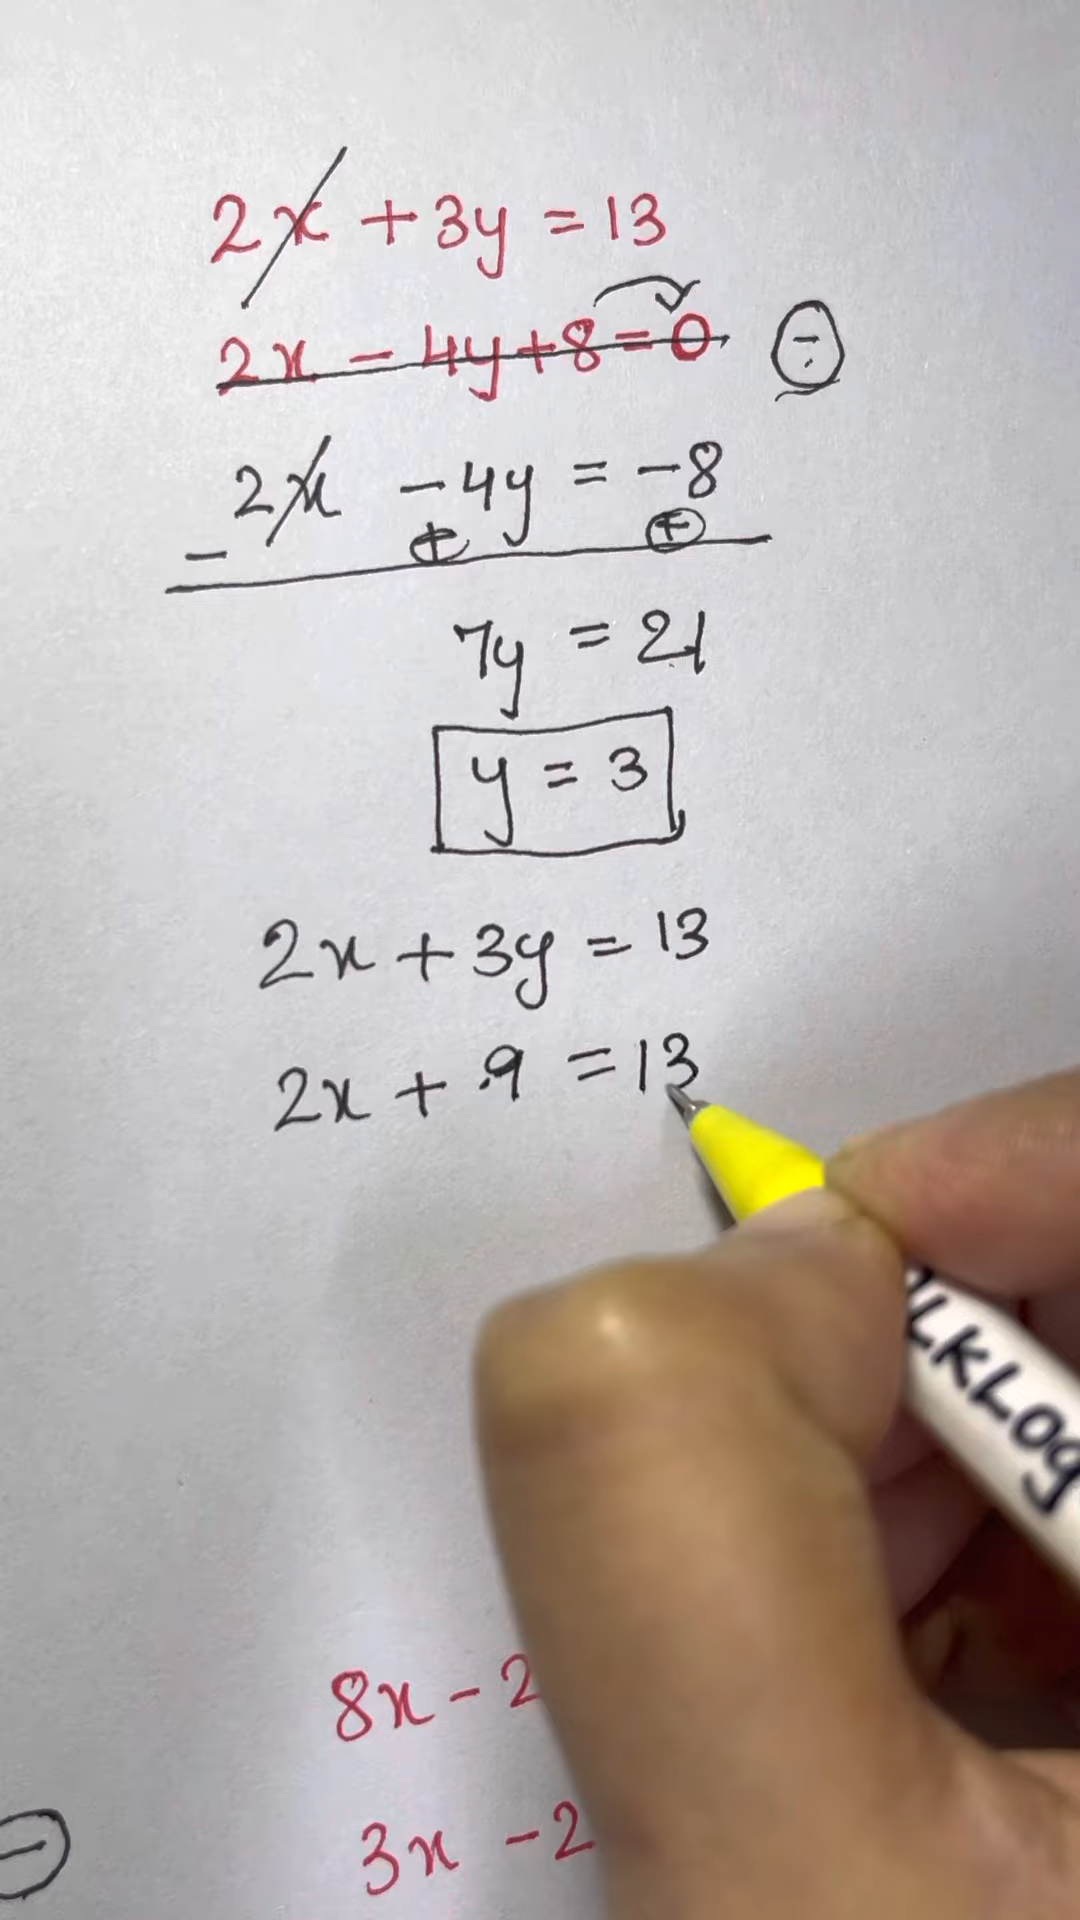 2x + 3y = 13
2x - 4y + 8 = 0 -
2x - 4y = -8
- + +
7y = 21
y = 3
2x + 3y = 13
2x + 9 = 13
8x - 2
3x - 2
-